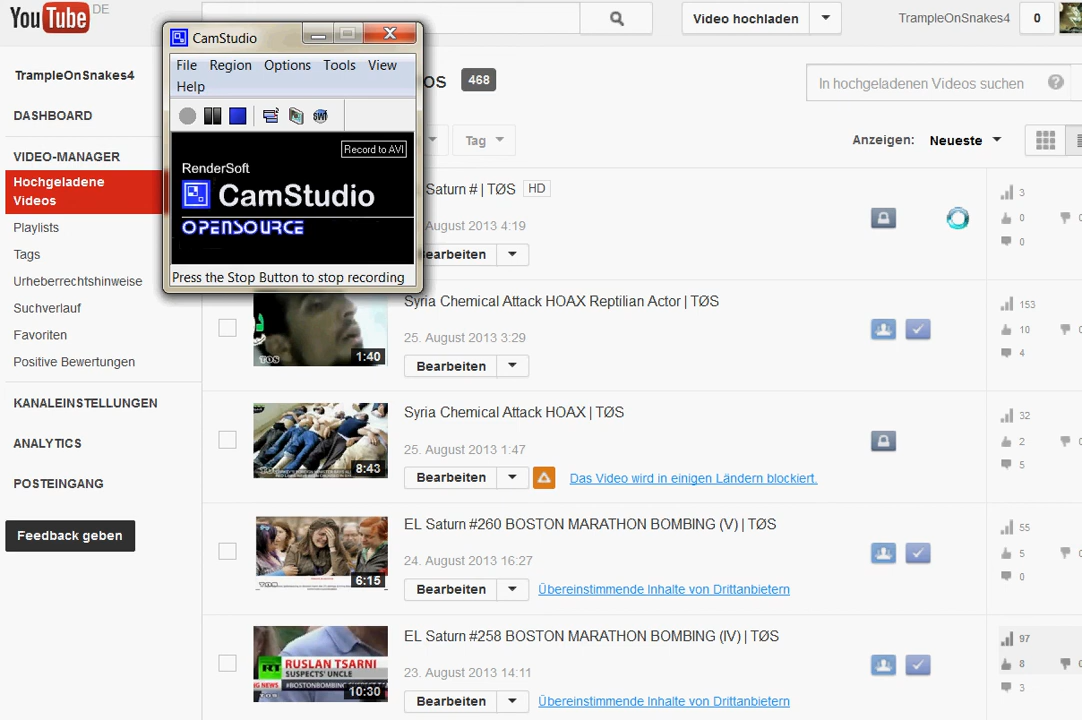 YouTube DE
Video hochladen
TrampleOnSnakes4
0
CamStudio
File Region Options Tools View
Help
Record to AVI
RenderSoft
CamStudio
OPENSOURCE
Press the Stop Button to stop recording
TrampleOnSnakes4
DASHBOARD
VIDEO-MANAGER
Hochgeladene
Videos
Playlists
Tags
Urheberrechtshinweise
Suchverlauf
Favoriten
Positive Bewertungen
KANALEINSTELLUNGEN
ANALYTICS
POSTEINGANG
Feedback geben
os 468
In hochgeladenen Videos suchen ?
Tag
Anzeigen: Neueste
Saturn # | TØS HD
August 2013 4:19
Bearbeiten
3
0
0
Syria Chemical Attack HOAX Reptilian Actor | TØS
25. August 2013 3:29
Bearbeiten
TOS 1:40
153
10
4
Syria Chemical Attack HOAX | TØS
25. August 2013 1:47
Bearbeiten
Das Video wird in einigen Ländern blockiert.
8:43
32
2
5
EL Saturn #260 BOSTON MARATHON BOMBING (V) | TØS
24. August 2013 16:27
Bearbeiten
Übereinstimmende Inhalte von Drittanbietern
TOS 6:15
55
5
0
EL Saturn #258 BOSTON MARATHON BOMBING (IV) | TØS
23. August 2013 14:11
Bearbeiten
Übereinstimmende Inhalte von Drittanbietern
RT RUSLAN TSARNI
SUSPECTS' UNCLE
NG NEWS #BOSTONBOMBING
TOS 10:30
97
8
3